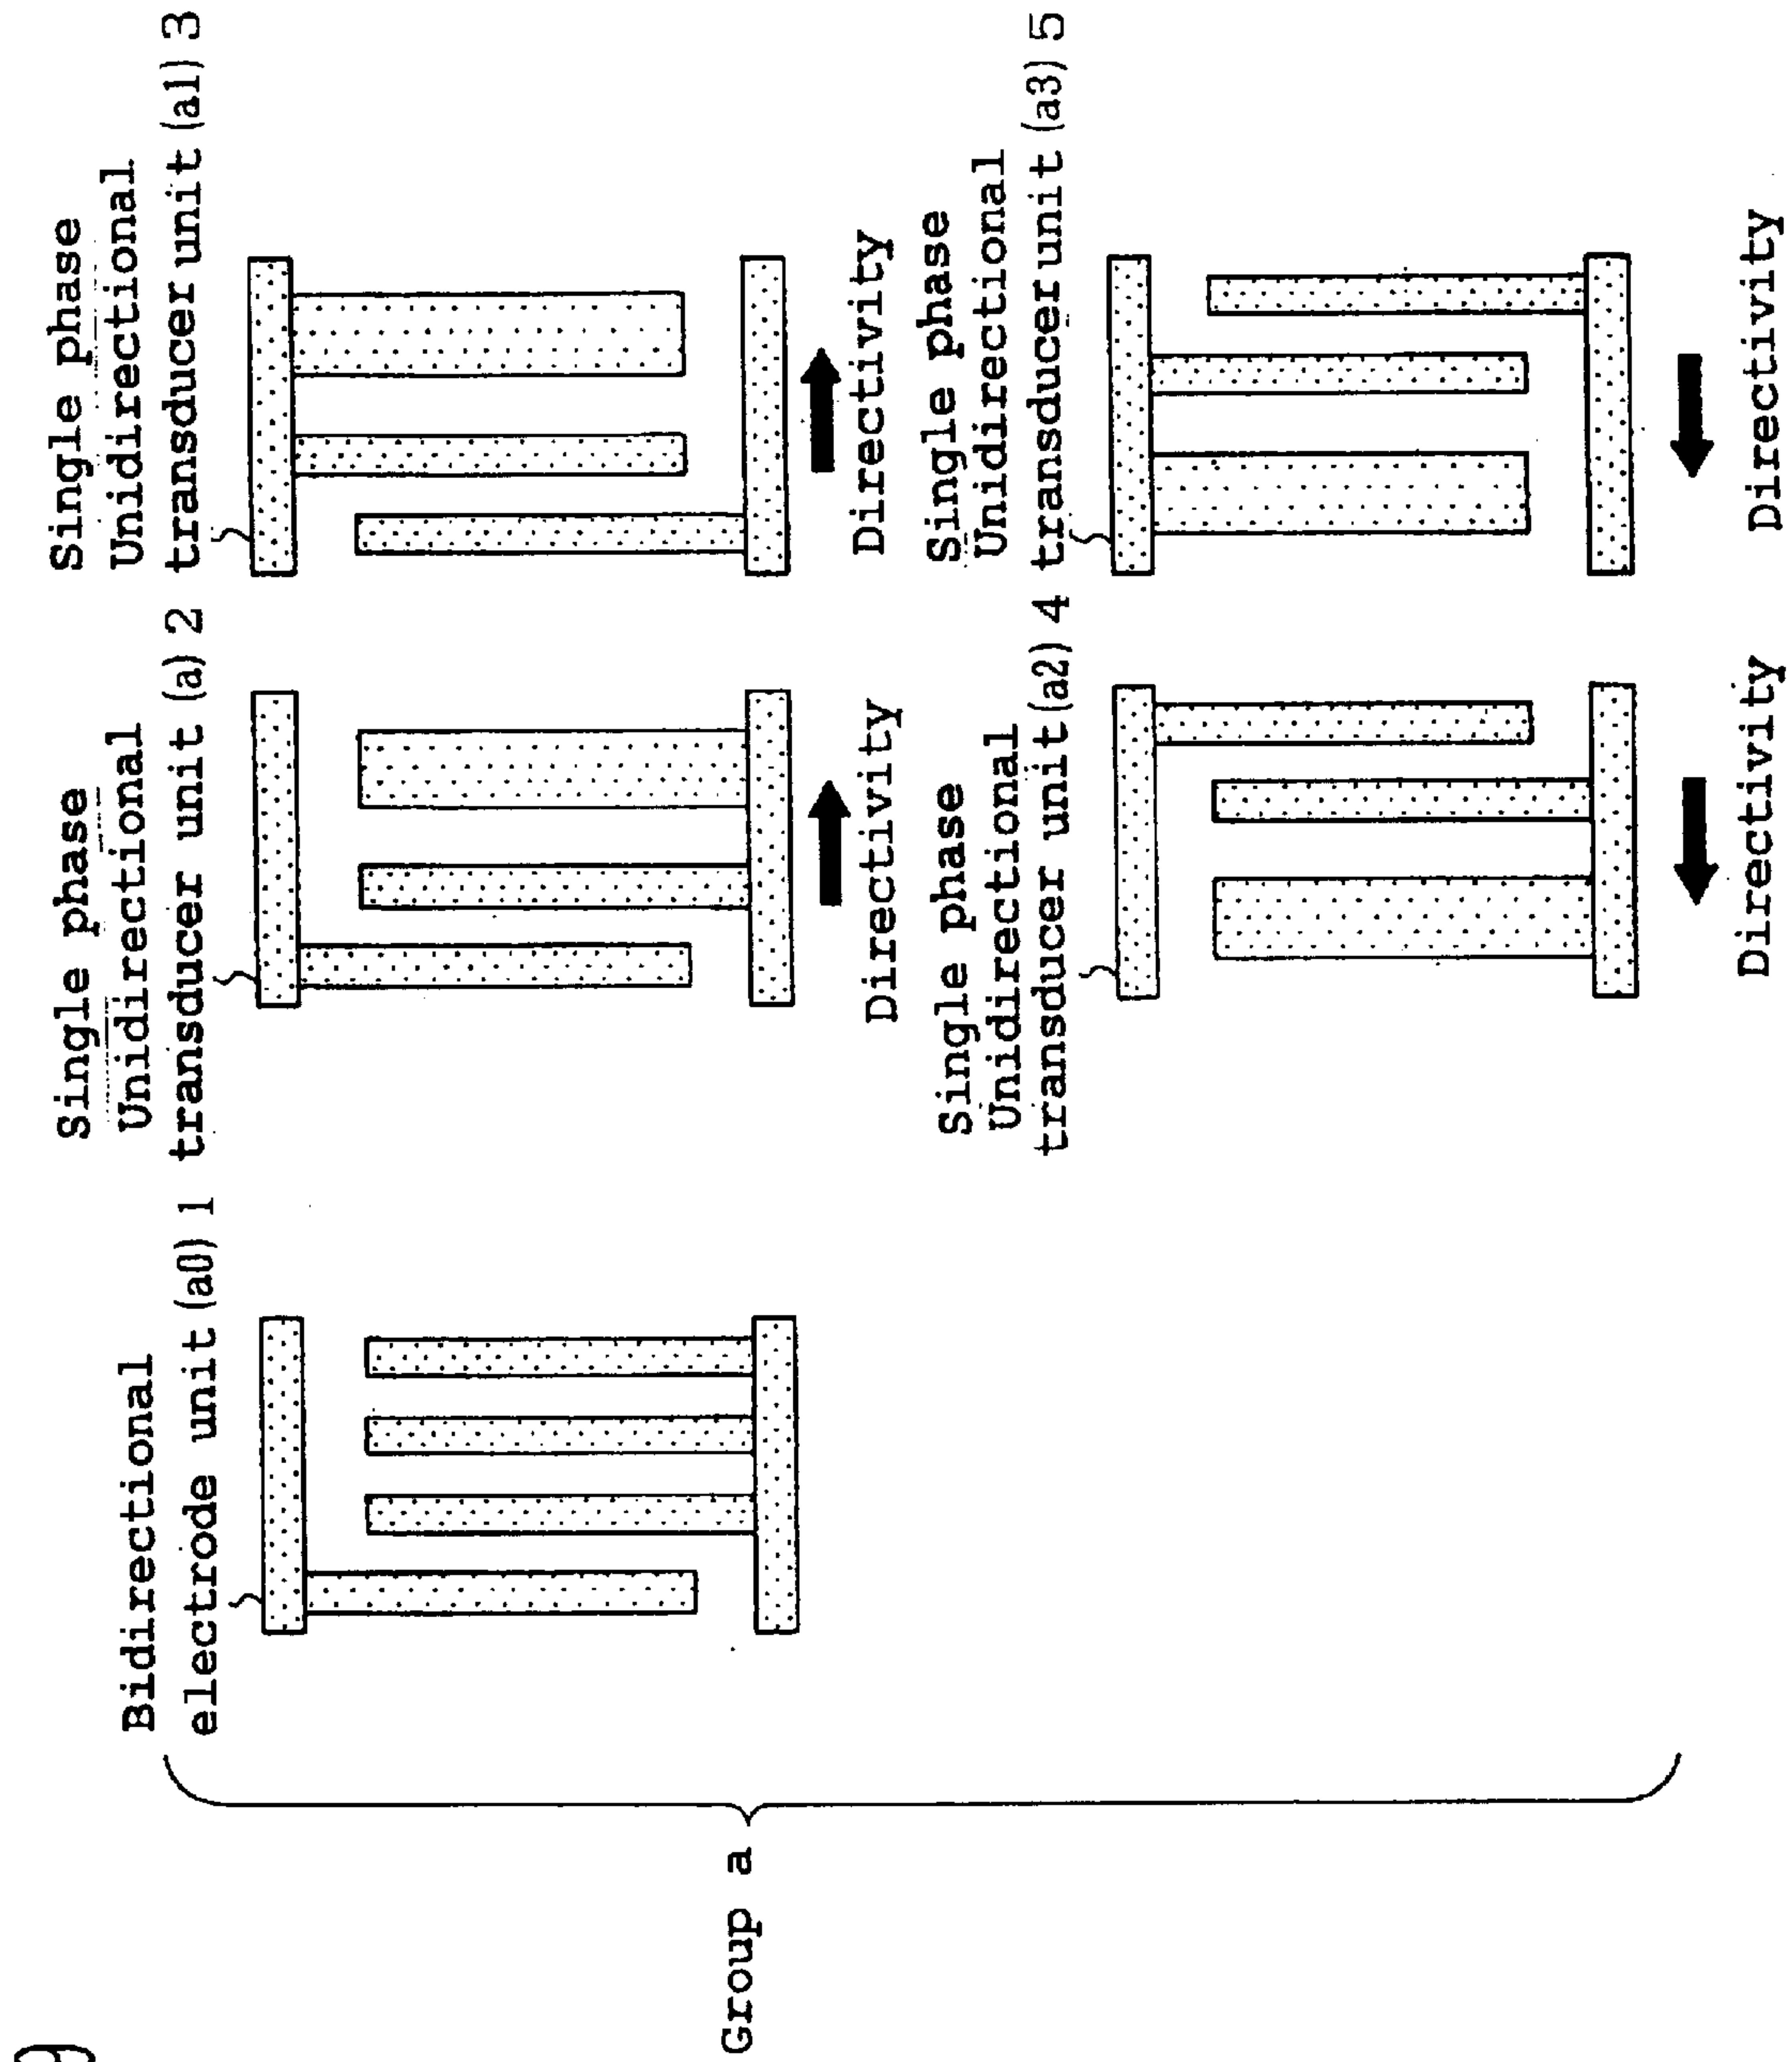 Group a
Bidirectional
electrode unit (a0) 1
Single phase
Unidirectional
transducer unit (a) 2
Directivity
Single phase
Unidirectional
transducer unit (a1) 3
Directivity
Single phase
Unidirectional
transducer unit (a2) 4
Directivity
Single phase
Unidirectional
transducer unit (a3) 5
Directivity